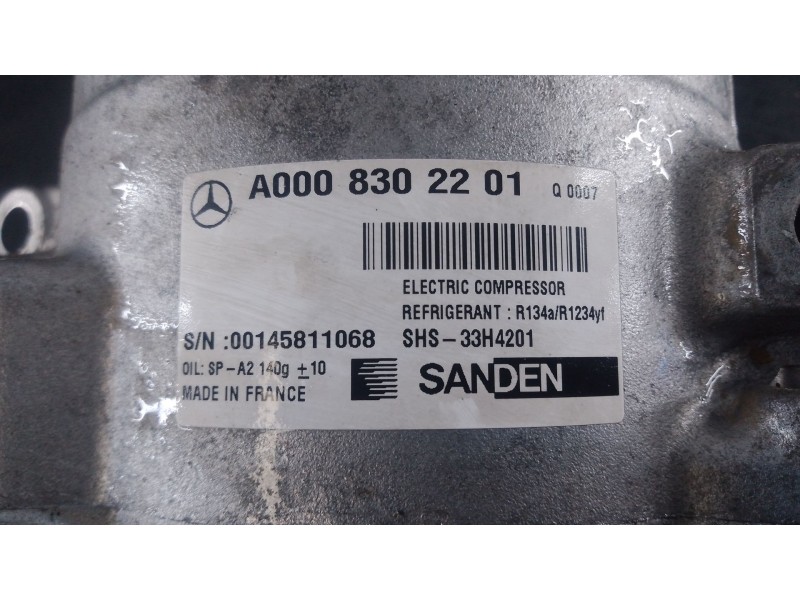 A000 830 22 01 Q 0007
ELECTRIC COMPRESSOR
REFRIGERANT : R134a/R1234yf
S/N :00145811068 SHS-33H4201
OIL: SP-A2 140g ±10
MADE IN FRANCE
SANDEN